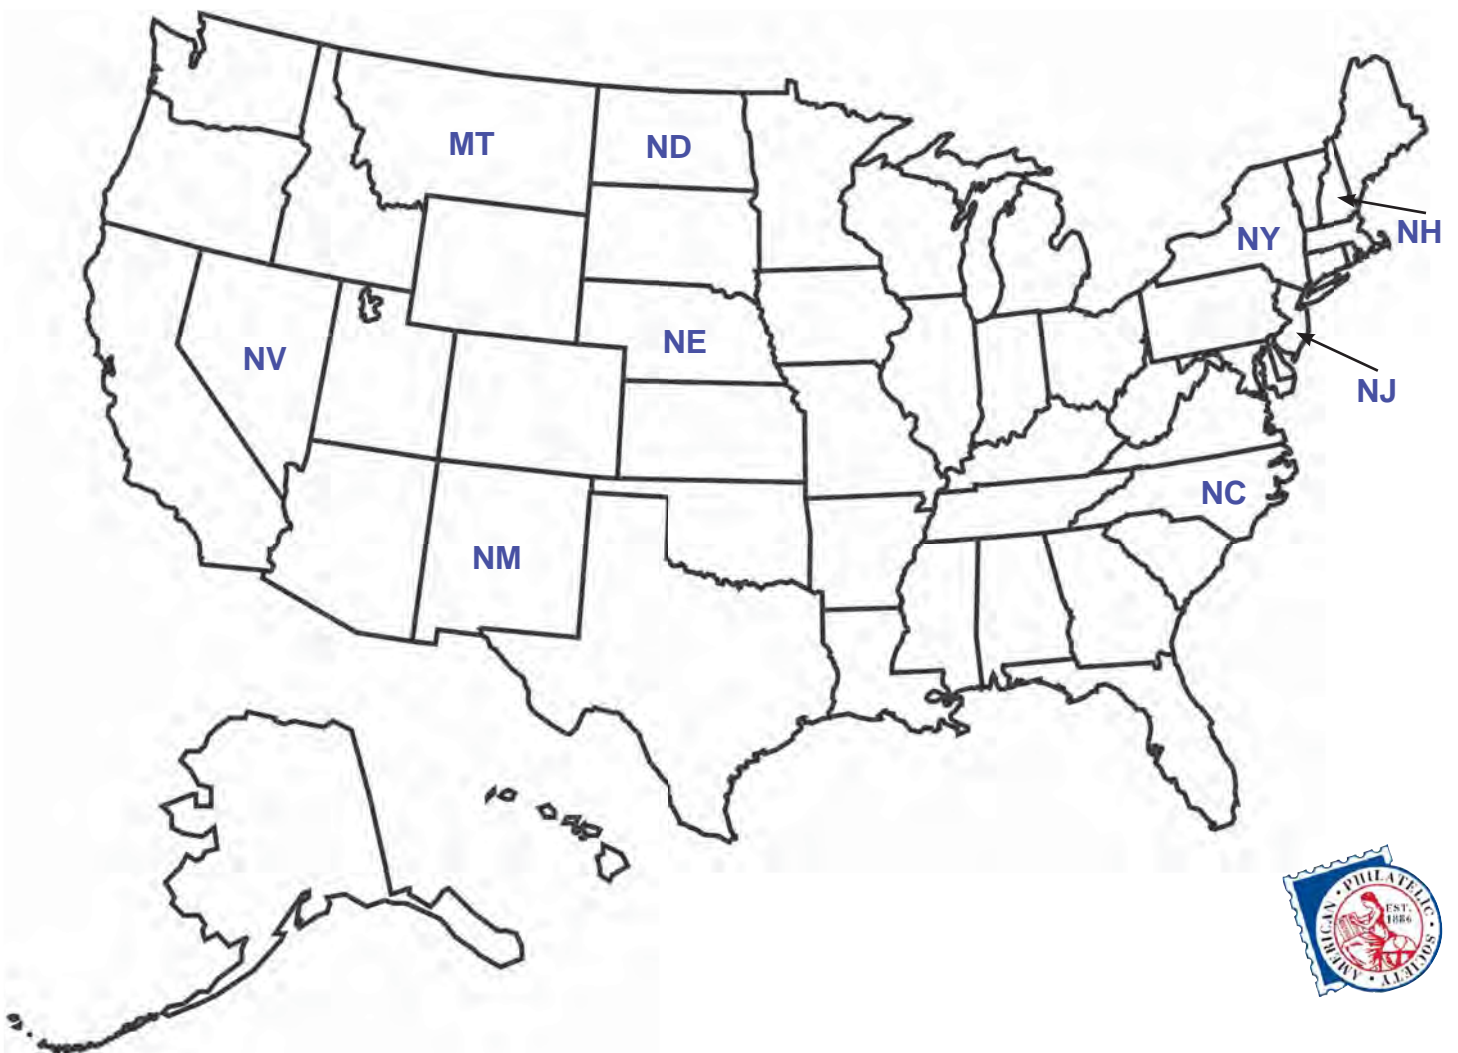 MT
ND
NY
NH
NV
NE
NJ
NC
NM
AMERICAN • PHILATELIC • SOCIETY •
EST.
1886